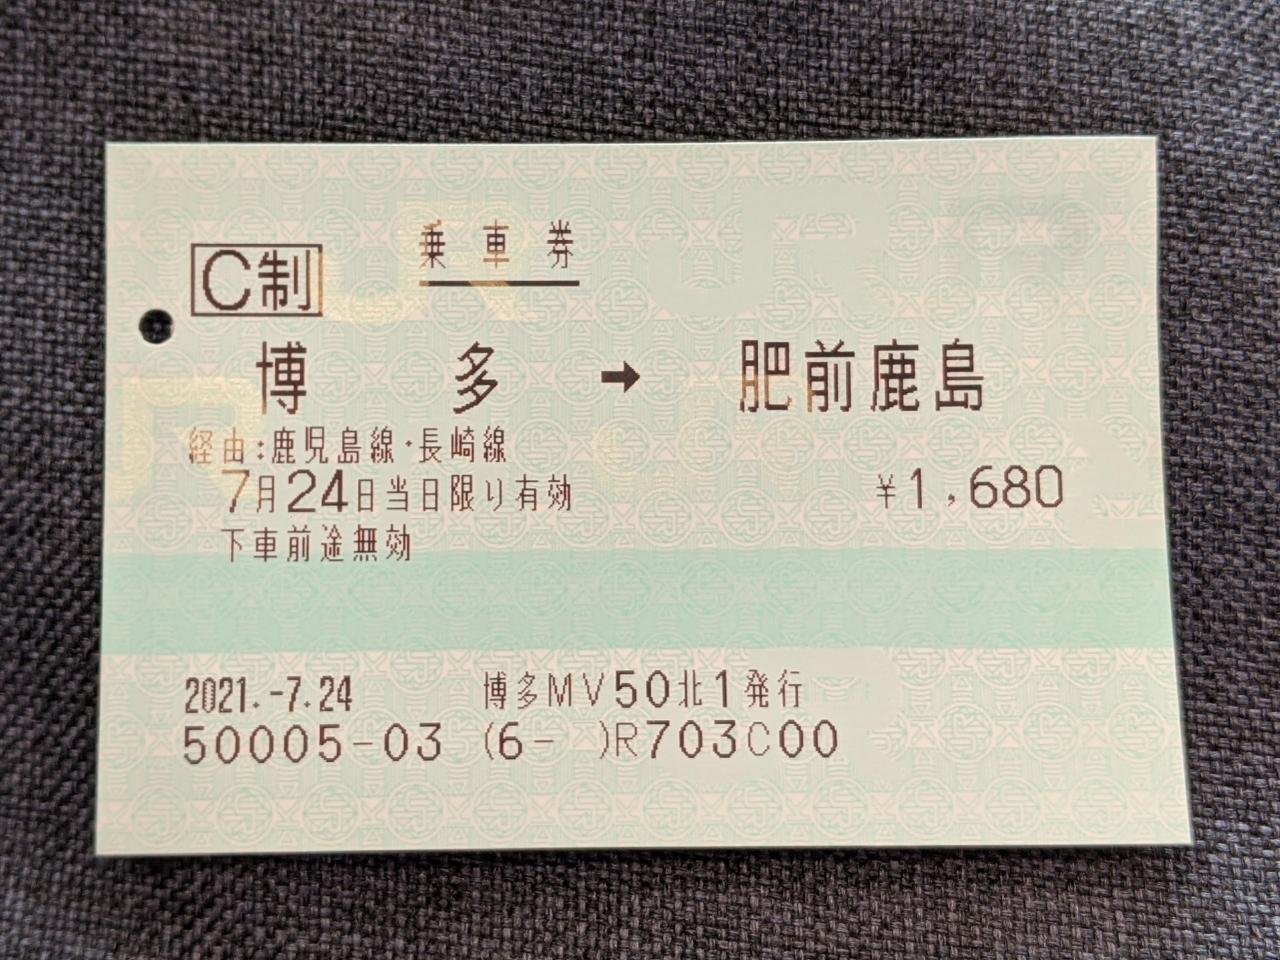 乗車券
C制
博多 → 肥前鹿島
経由:鹿児島線・長崎線
7月24日当日限り有効 ¥1,680
下車前途無効
2021.-7.24 博多MV50北1発行
50005-03 (6- )R703C00